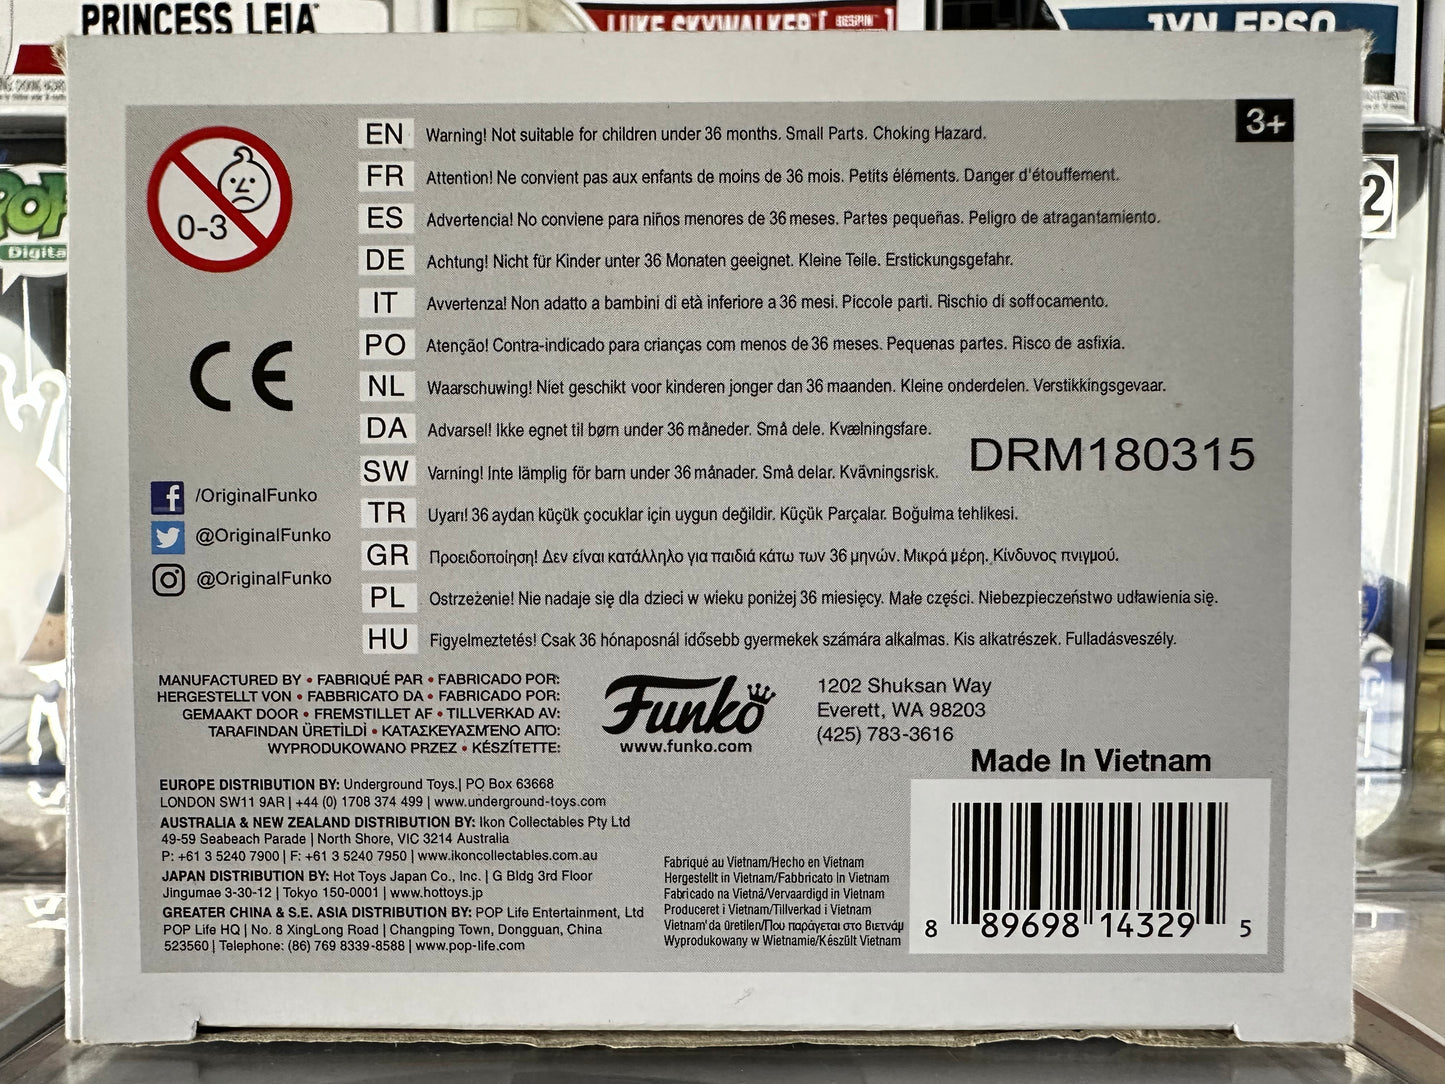 PRINCESS LEIA
LUKE SKYWALKER [ BESPIN ]
JYN ERSO
Digita
2
3+
0-3
EN Warning! Not suitable for children under 36 months. Small Parts. Choking Hazard.
FR Attention! Ne convient pas aux enfants de moins de 36 mois. Petits éléments. Danger d'étouffement.
ES Advertencia! No conviene para niños menores de 36 meses. Partes pequeñas. Peligro de atragantamiento.
DE Achtung! Nicht für Kinder unter 36 Monaten geeignet. Kleine Teile. Erstickungsgefahr.
IT Avvertenza! Non adatto a bambini di età inferiore a 36 mesi. Piccole parti. Rischio di soffocamento.
PO Atenção! Contra-indicado para crianças com menos de 36 meses. Pequenas partes. Risco de asfixia.
NL Waarschuwing! Niet geschikt voor kinderen jonger dan 36 maanden. Kleine onderdelen. Verstikkingsgevaar.
DA Advarsel! Ikke egnet til børn under 36 måneder. Små dele. Kvælningsfare.
SW Varning! Inte lämplig för barn under 36 månader. Små delar. Kvävningsrisk.
TR Uyarı! 36 aydan küçük çocuklar için uygun değildir. Küçük Parçalar. Boğulma tehlikesi.
GR Προειδοποίηση! Δεν είναι κατάλληλο για παιδιά κάτω των 36 μηνών. Μικρά μέρη. Κίνδυνος πνιγμού.
PL Ostrzeżenie! Nie nadaje się dla dzieci w wieku poniżej 36 miesięcy. Małe części. Niebezpieczeństwo udławienia się.
HU Figyelmeztetés! Csak 36 hónaposnál idősebb gyermekek számára alkalmas. Kis alkatrészek. Fulladásveszély.
CE
DRM180315
/OriginalFunko
@OriginalFunko
@OriginalFunko
MANUFACTURED BY • FABRIQUÉ PAR • FABRICADO POR:
HERGESTELLT VON • FABBRICATO DA • FABRICADO POR:
GEMAAKT DOOR • FREMSTILLET AF • TILLVERKAD AV:
TARAFINDAN ÜRETİLDİ • ΚΑΤΑΣΚΕΥΑΣΜΈΝΟ ΑΠΌ:
WYPRODUKOWANO PRZEZ • KÉSZÍTETTE:
Funko
www.funko.com
1202 Shuksan Way
Everett, WA 98203
(425) 783-3616
Made In Vietnam
EUROPE DISTRIBUTION BY: Underground Toys.| PO Box 63668
LONDON SW11 9AR | +44 (0) 1708 374 499 | www.underground-toys.com
AUSTRALIA & NEW ZEALAND DISTRIBUTION BY: Ikon Collectables Pty Ltd
49-59 Seabeach Parade | North Shore, VIC 3214 Australia
P: +61 3 5240 7900 | F: +61 3 5240 7950 | www.ikoncollectables.com.au
JAPAN DISTRIBUTION BY: Hot Toys Japan Co., Inc. | G Bldg 3rd Floor
Jingumae 3-30-12 | Tokyo 150-0001 | www.hottoys.jp
GREATER CHINA & S.E. ASIA DISTRIBUTION BY: POP Life Entertainment, Ltd
POP Life HQ | No. 8 XingLong Road | Changping Town, Dongguan, China
523560 | Telephone: (86) 769 8339-8588 | www.pop-life.com
Fabriqué au Vietnam/Hecho en Vietnam
Hergestellt in Vietnam/Fabbricato In Vietnam
Fabricado na Vietnã/Vervaardigd in Vietnam
Produceret i Vietnam/Tillverkad i Vietnam
Vietnam'da üretilen/Που παράγεται στο Βιετνάμ
Wyprodukowany w Wietnamie/Készült Vietnam
8 89698 14329 5